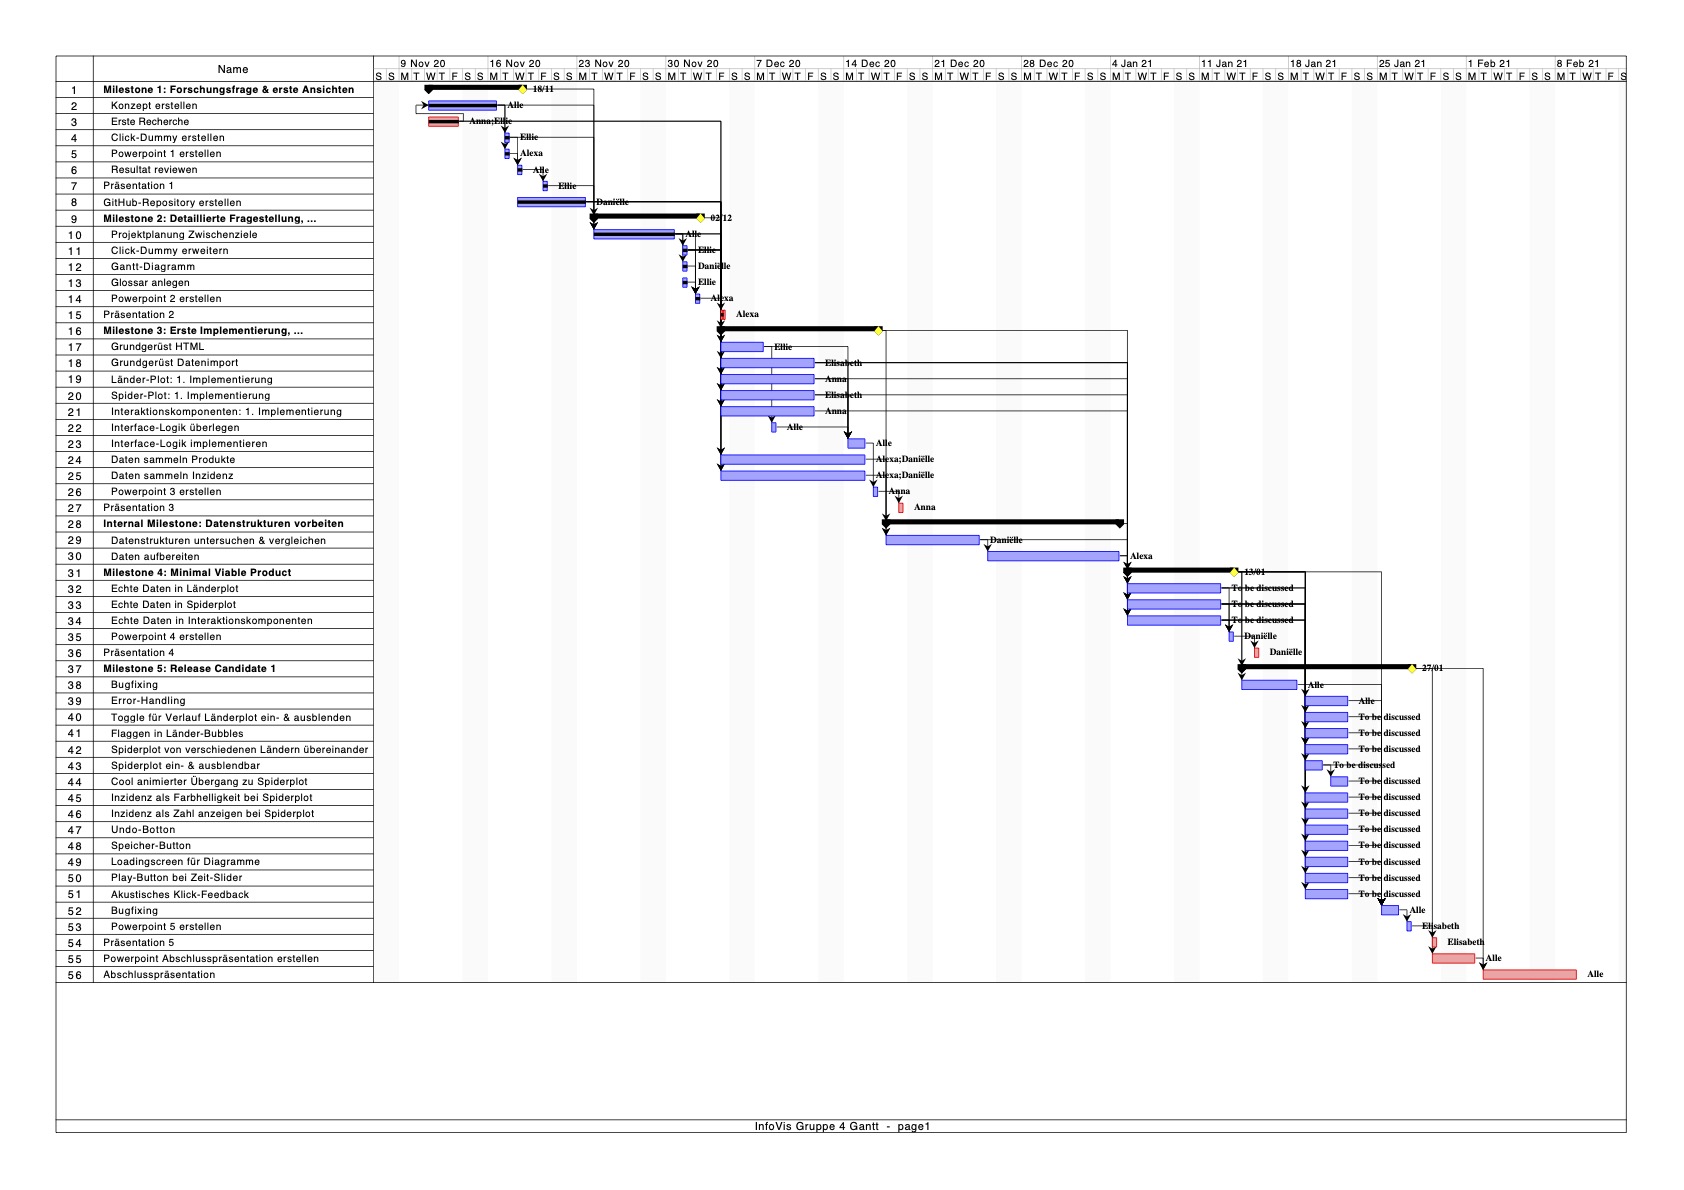 Name 9 Nov 20 16 Nov 20 23 Nov 20 30 Nov 20 7 Dec 20 14 Dec 20 21 Dec 20 28 Dec 20 4 Jan 21 11 Jan 21 18 Jan 21 25 Jan 21 1 Feb 21 8 Feb 21
S S M T W T F S S M T W T F S S M T W T F S S M T W T F S S M T W T F S S M T W T F S S M T W T F S S M T W T F S S M T W T F S S M T W T F S S M T W T F S S M T W T F S S M T W T F S S M T W T F S
1 Milestone 1: Forschungsfrage & erste Ansichten 18/11
2 Konzept erstellen Alle
3 Erste Recherche Anna;Ellie
4 Click-Dummy erstellen Ellie
5 Powerpoint 1 erstellen Alexa
6 Resultat reviewen Alle
7 Präsentation 1 Ellie
8 GitHub-Repository erstellen Daniëlle
9 Milestone 2: Detaillierte Fragestellung, ... 02/12
10 Projektplanung Zwischenziele Alle
11 Click-Dummy erweitern Ellie
12 Gantt-Diagramm Daniëlle
13 Glossar anlegen Ellie
14 Powerpoint 2 erstellen Alexa
15 Präsentation 2 Alexa
16 Milestone 3: Erste Implementierung, ...
17 Grundgerüst HTML Ellie
18 Grundgerüst Datenimport Elisabeth
19 Länder-Plot: 1. Implementierung Anna
20 Spider-Plot: 1. Implementierung Elisabeth
21 Interaktionskomponenten: 1. Implementierung Anna
22 Interface-Logik überlegen Alle
23 Interface-Logik implementieren Alle
24 Daten sammeln Produkte Alexa;Daniëlle
25 Daten sammeln Inzidenz Alexa;Daniëlle
26 Powerpoint 3 erstellen Anna
27 Präsentation 3 Anna
28 Internal Milestone: Datenstrukturen vorbeiten
29 Datenstrukturen untersuchen & vergleichen Daniëlle
30 Daten aufbereiten Alexa
31 Milestone 4: Minimal Viable Product 13/01
32 Echte Daten in Länderplot To be discussed
33 Echte Daten in Spiderplot To be discussed
34 Echte Daten in Interaktionskomponenten To be discussed
35 Powerpoint 4 erstellen Daniëlle
36 Präsentation 4 Daniëlle
37 Milestone 5: Release Candidate 1 27/01
38 Bugfixing Alle
39 Error-Handling Alle
40 Toggle für Verlauf Länderplot ein- & ausblenden To be discussed
41 Flaggen in Länder-Bubbles To be discussed
42 Spiderplot von verschiedenen Ländern übereinander To be discussed
43 Spiderplot ein- & ausblendbar To be discussed
44 Cool animierter Übergang zu Spiderplot To be discussed
45 Inzidenz als Farbhelligkeit bei Spiderplot To be discussed
46 Inzidenz als Zahl anzeigen bei Spiderplot To be discussed
47 Undo-Botton To be discussed
48 Speicher-Button To be discussed
49 Loadingscreen für Diagramme To be discussed
50 Play-Button bei Zeit-Slider To be discussed
51 Akustisches Klick-Feedback To be discussed
52 Bugfixing Alle
53 Powerpoint 5 erstellen Elisabeth
54 Präsentation 5 Elisabeth
55 Powerpoint Abschlusspräsentation erstellen Alle
56 Abschlusspräsentation Alle
InfoVis Gruppe 4 Gantt - page1